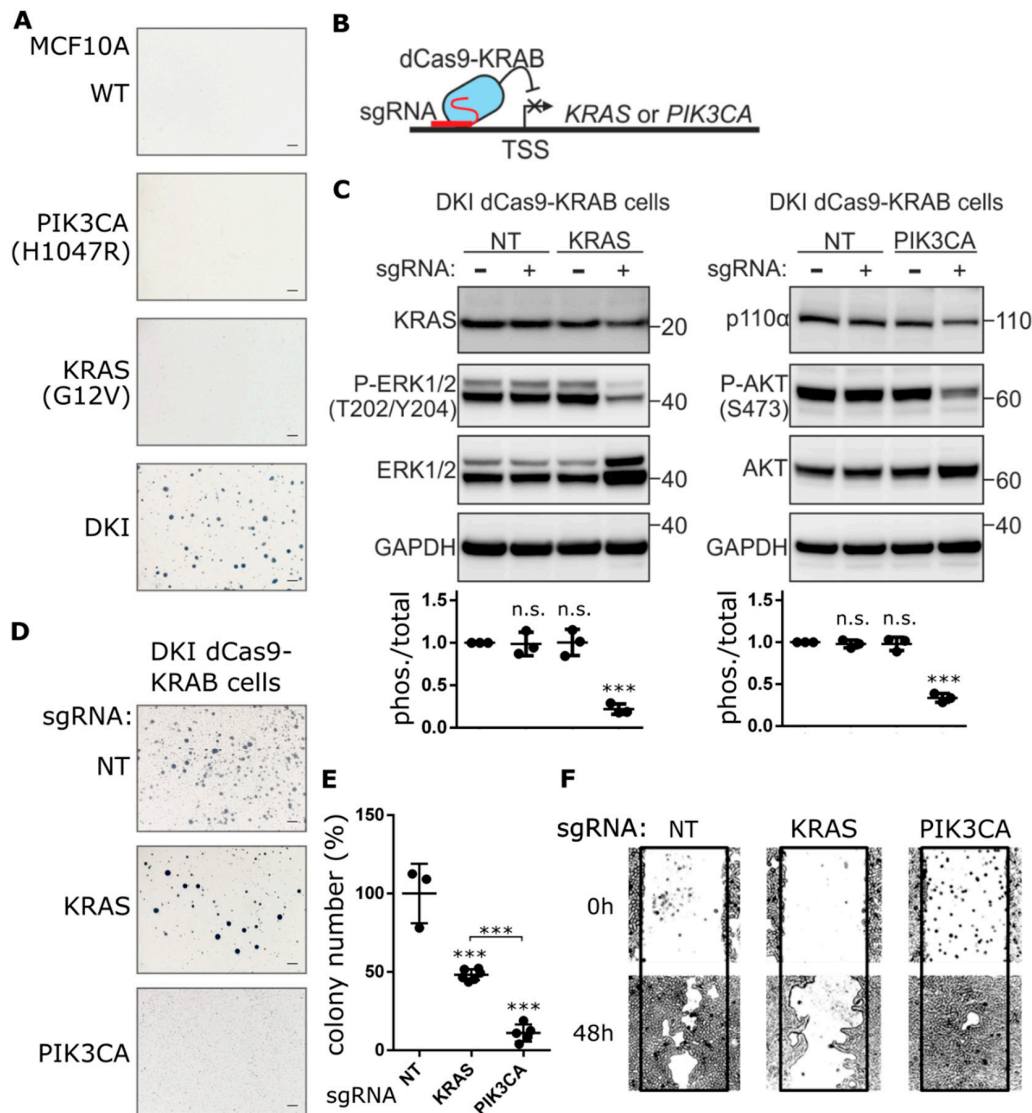 A
MCF10A
WT
PIK3CA
(H1047R)
KRAS
(G12V)
DKI
B
dCas9-KRAB
sgRNA
KRAS or PIK3CA
TSS
C
DKI dCas9-KRAB cells
NT KRAS
sgRNA: - + - +
KRAS
20
P-ERK1/2
(T202/Y204)
40
ERK1/2
40
GAPDH
40
phos./total
1.5
1.0
0.5
0.0
n.s. n.s.
***
DKI dCas9-KRAB cells
NT PIK3CA
sgRNA: - + - +
p110α
110
P-AKT
(S473)
60
AKT
60
GAPDH
40
phos./total
1.5
1.0
0.5
0.0
n.s. n.s.
***
D
DKI dCas9-
KRAB cells
sgRNA:
NT
KRAS
PIK3CA
E
colony number (%)
150
100
50
0
***
***
***
sgRNA
NT
KRAS
PIK3CA
F
sgRNA: NT KRAS PIK3CA
0h
48h